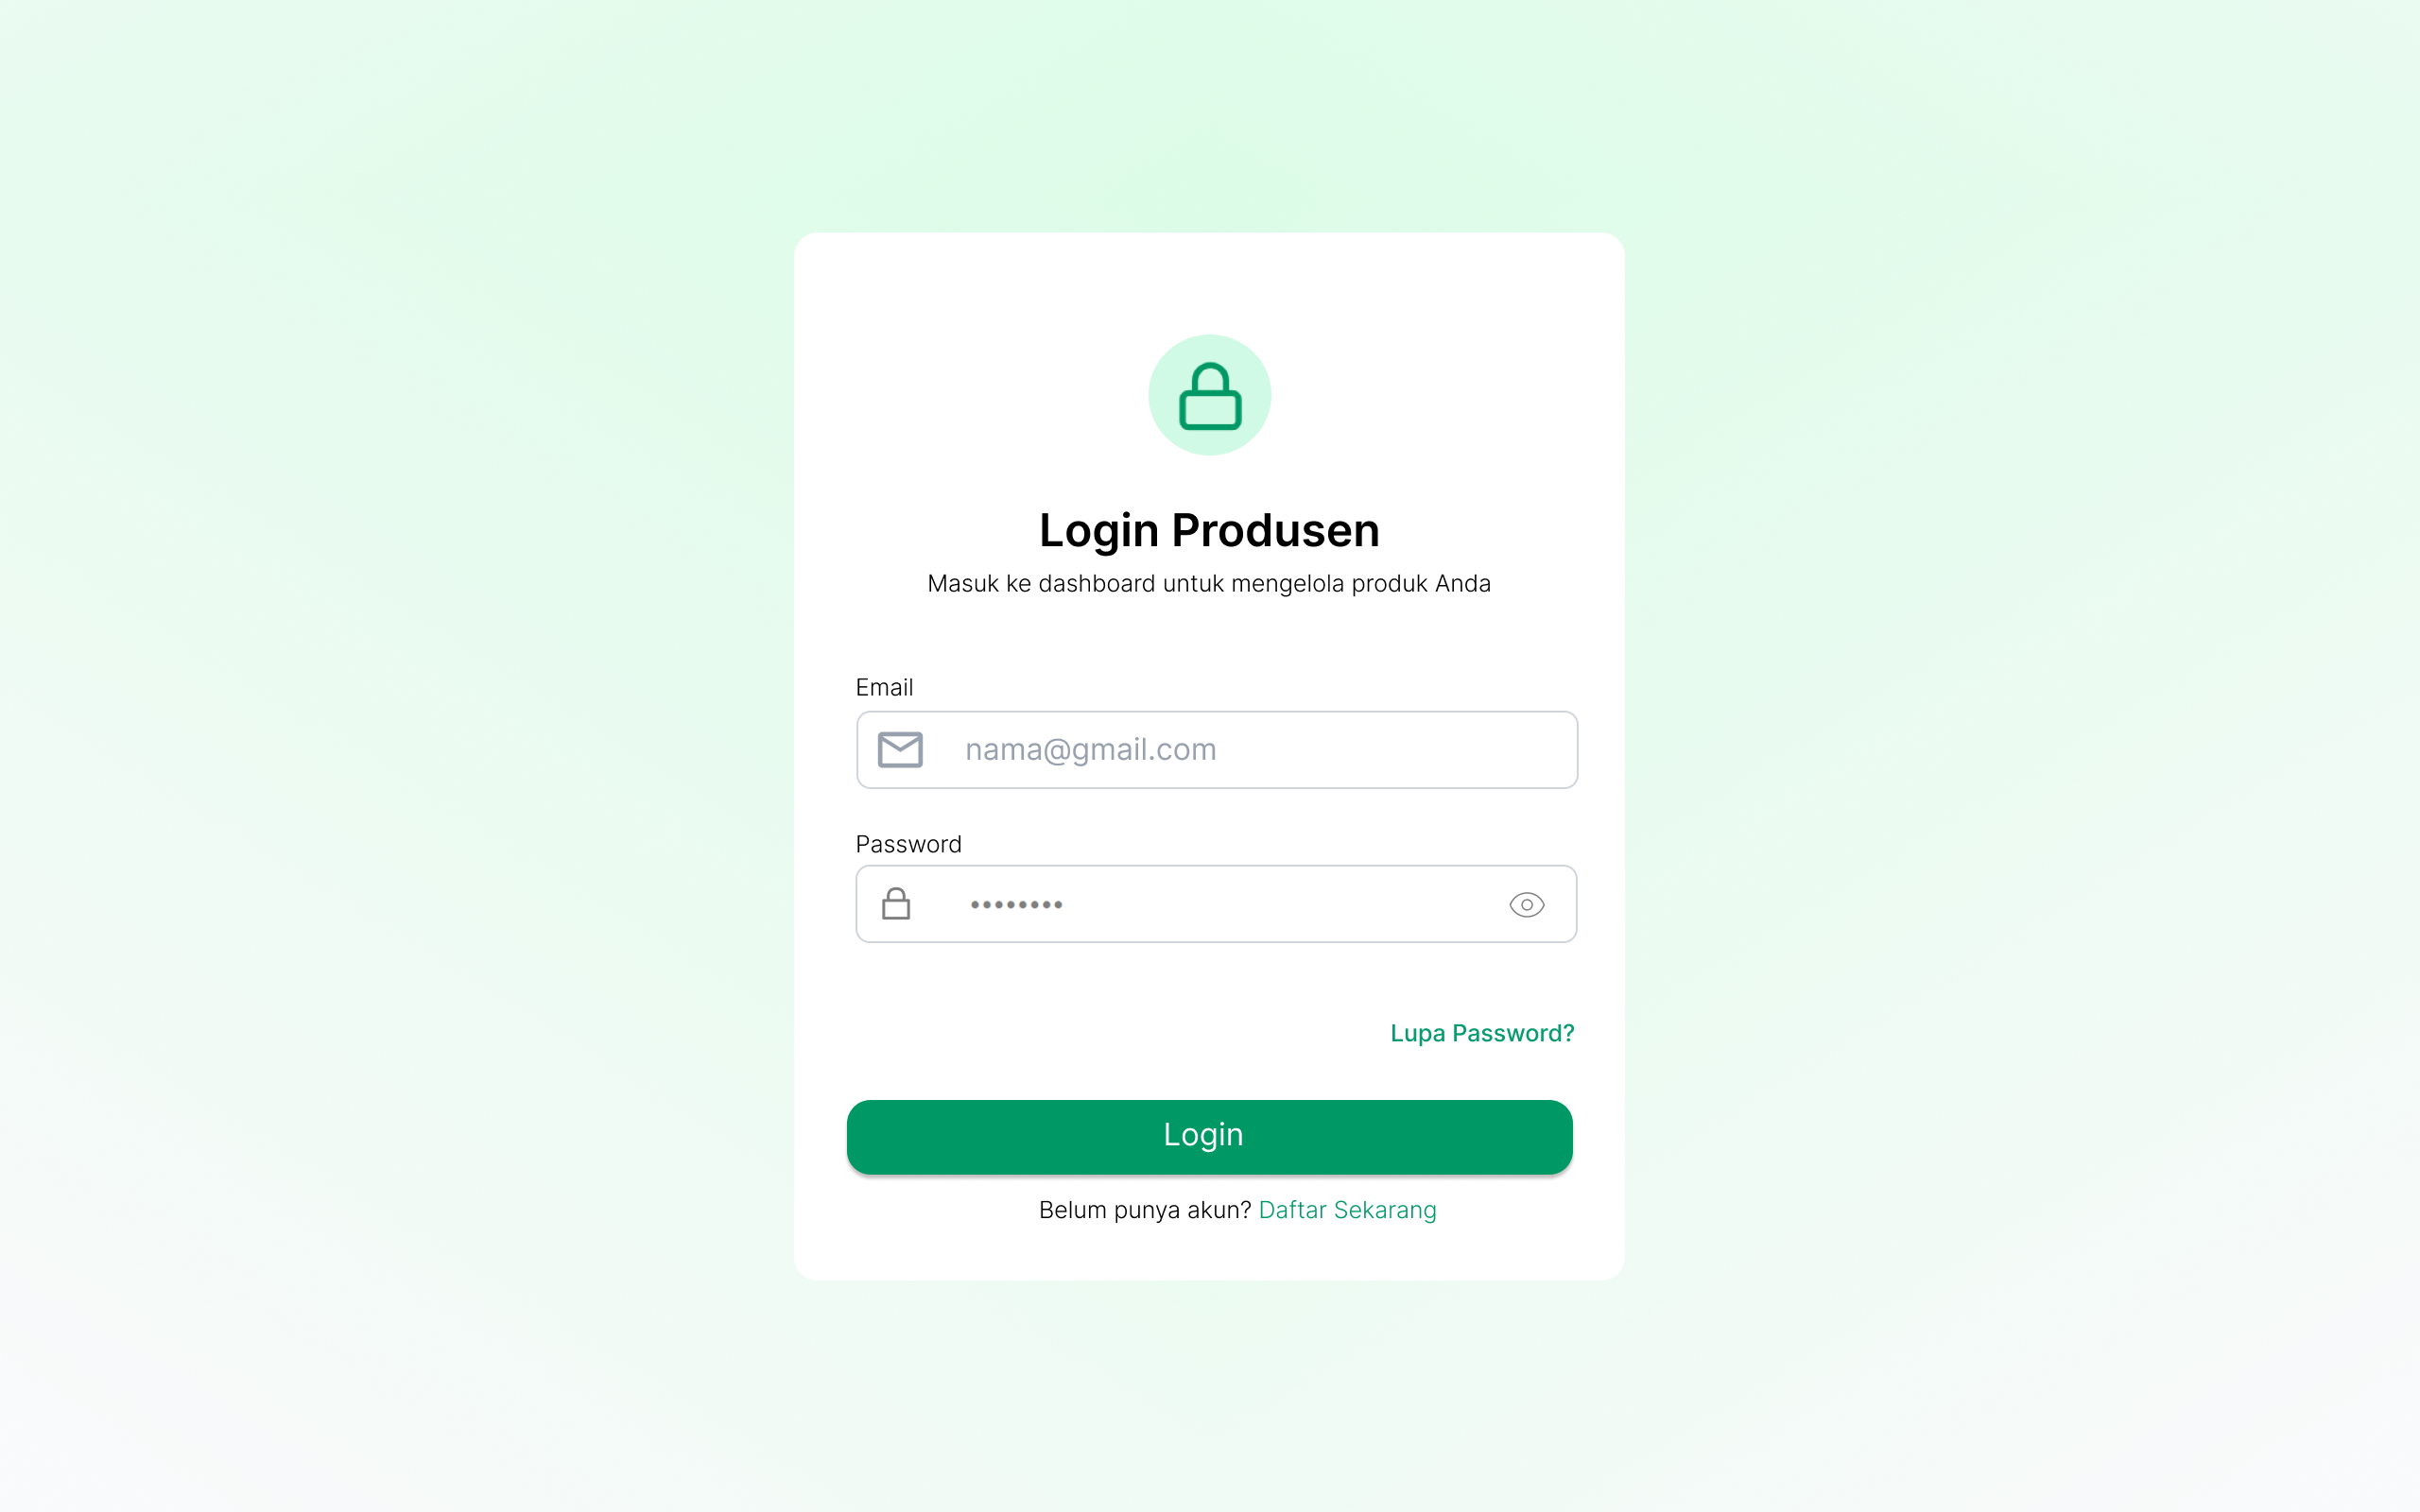 Login Produsen
Masuk ke dashboard untuk mengelola produk Anda
Email
nama@gmail.com
Password
••••••••
Lupa Password?
Login
Belum punya akun? Daftar Sekarang